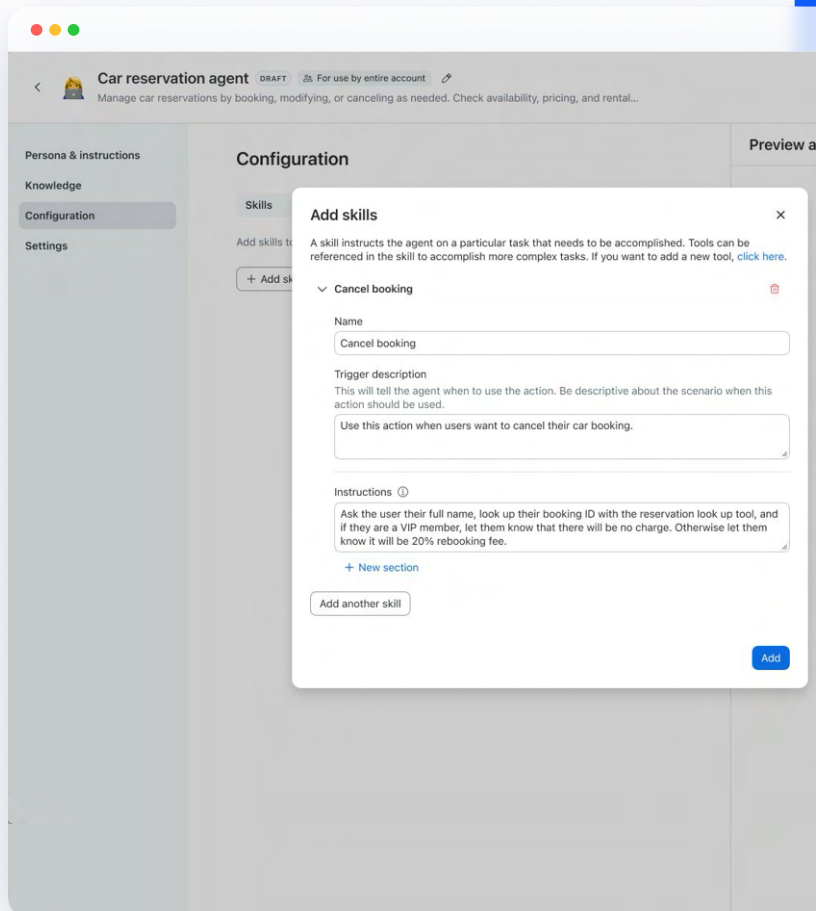 Car reservation agent DRAFT For use by entire account
Manage car reservations by booking, modifying, or canceling as needed. Check availability, pricing, and rental...
Persona & instructions
Knowledge
Configuration
Settings
Configuration
Preview a
Skills
Add skills to
+ Add sk
Add skills
A skill instructs the agent on a particular task that needs to be accomplished. Tools can be
referenced in the skill to accomplish more complex tasks. If you want to add a new tool, click here.
Cancel booking
Name
Cancel booking
Trigger description
This will tell the agent when to use the action. Be descriptive about the scenario when this
action should be used.
Use this action when users want to cancel their car booking.
Instructions
Ask the user their full name, look up their booking ID with the reservation look up tool, and
if they are a VIP member, let them know that there will be no charge. Otherwise let them
know it will be 20% rebooking fee.
+ New section
Add another skill
Add